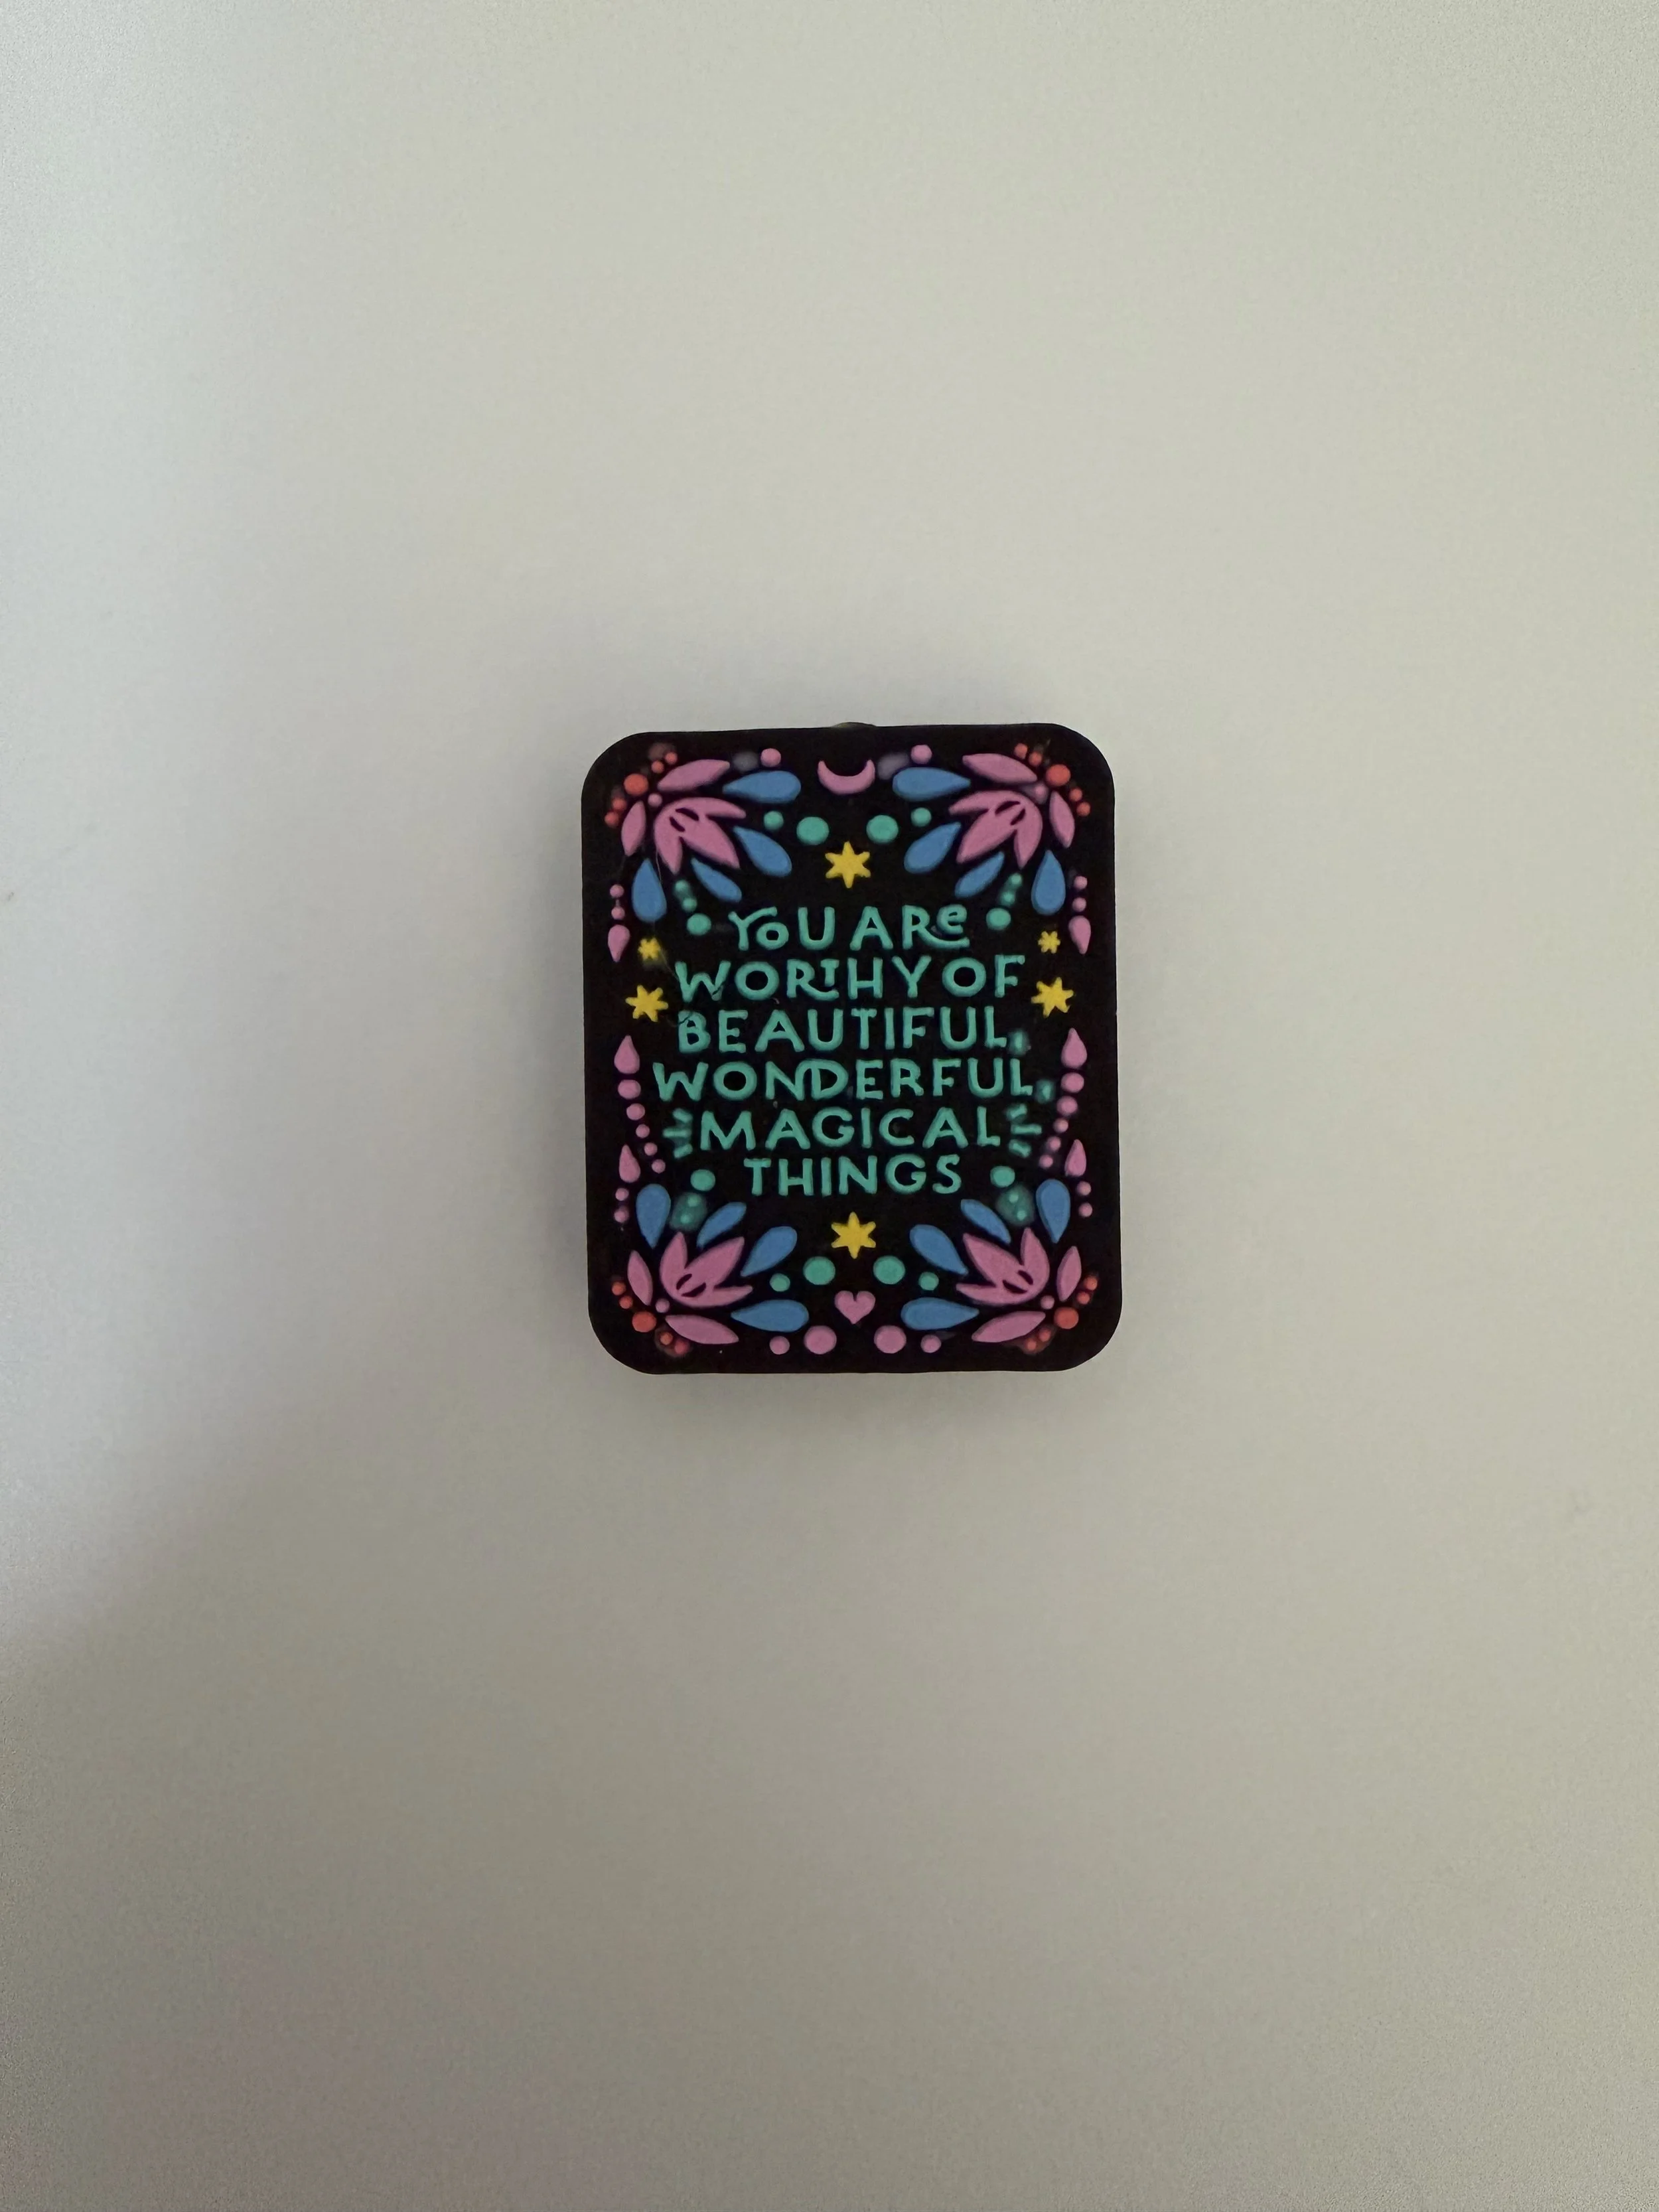 YoU ARe
WORTHY OF
BEAUTIFUL,
WONDERFUL,
MAGICAL
THINGS